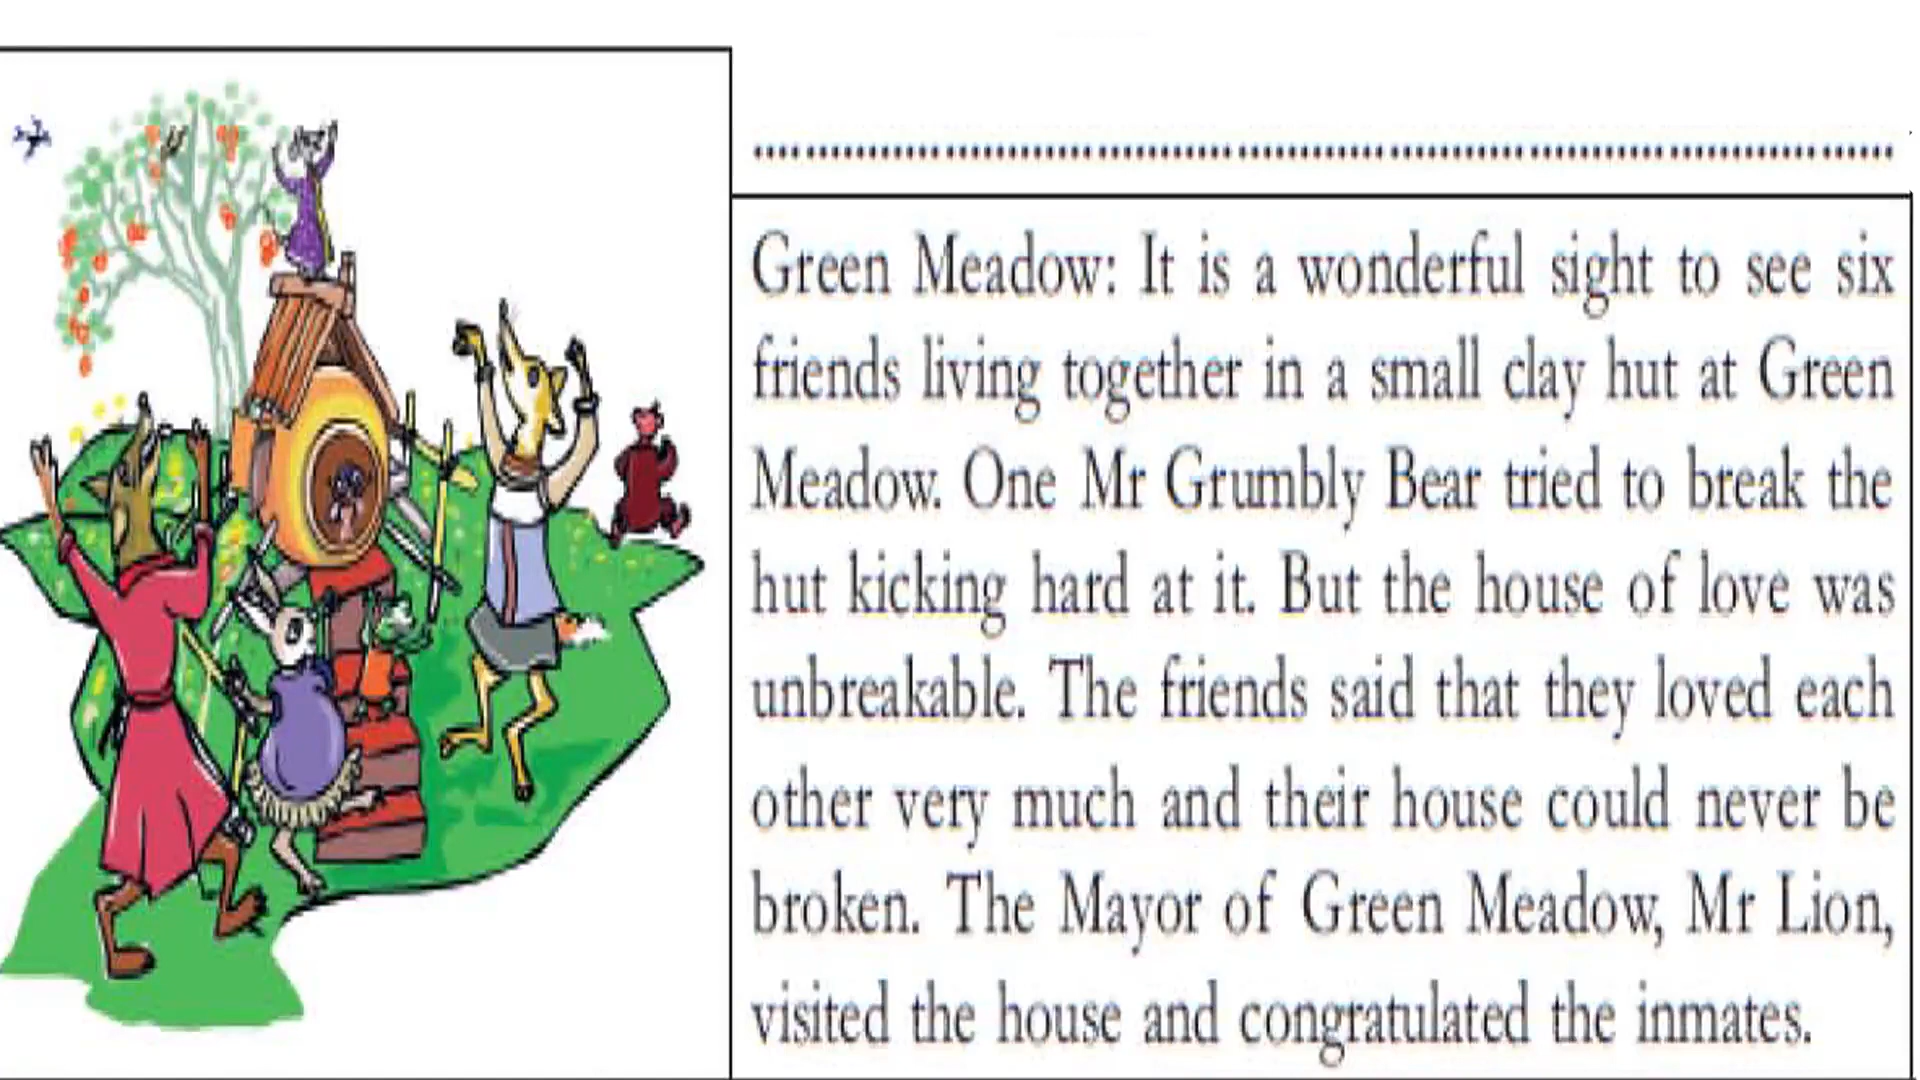 Green Meadow: It is a wonderful sight to see six
friends living together in a small clay hut at Green
Meadow. One Mr Grumbly Bear tried to break the
hut kicking hard at it. But the house of love was
unbreakable. The friends said that they loved each
other very much and their house could never be
broken. The Mayor of Green Meadow, Mr Lion,
visited the house and congratulated the inmates.